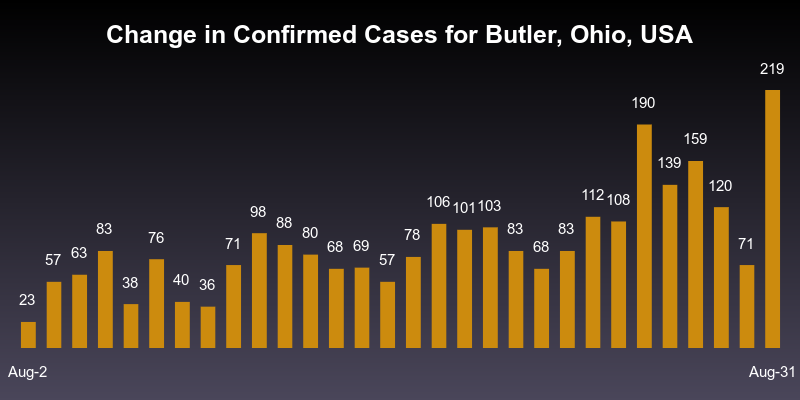 Change in Confirmed Cases for Butler, Ohio, USA
23 57 63 83 38 76 40 36 71 98 88 80 68 69 57 78 106 101 103 83 68 83 112 108 190 139 159 120 71 219
Aug-2 Aug-31